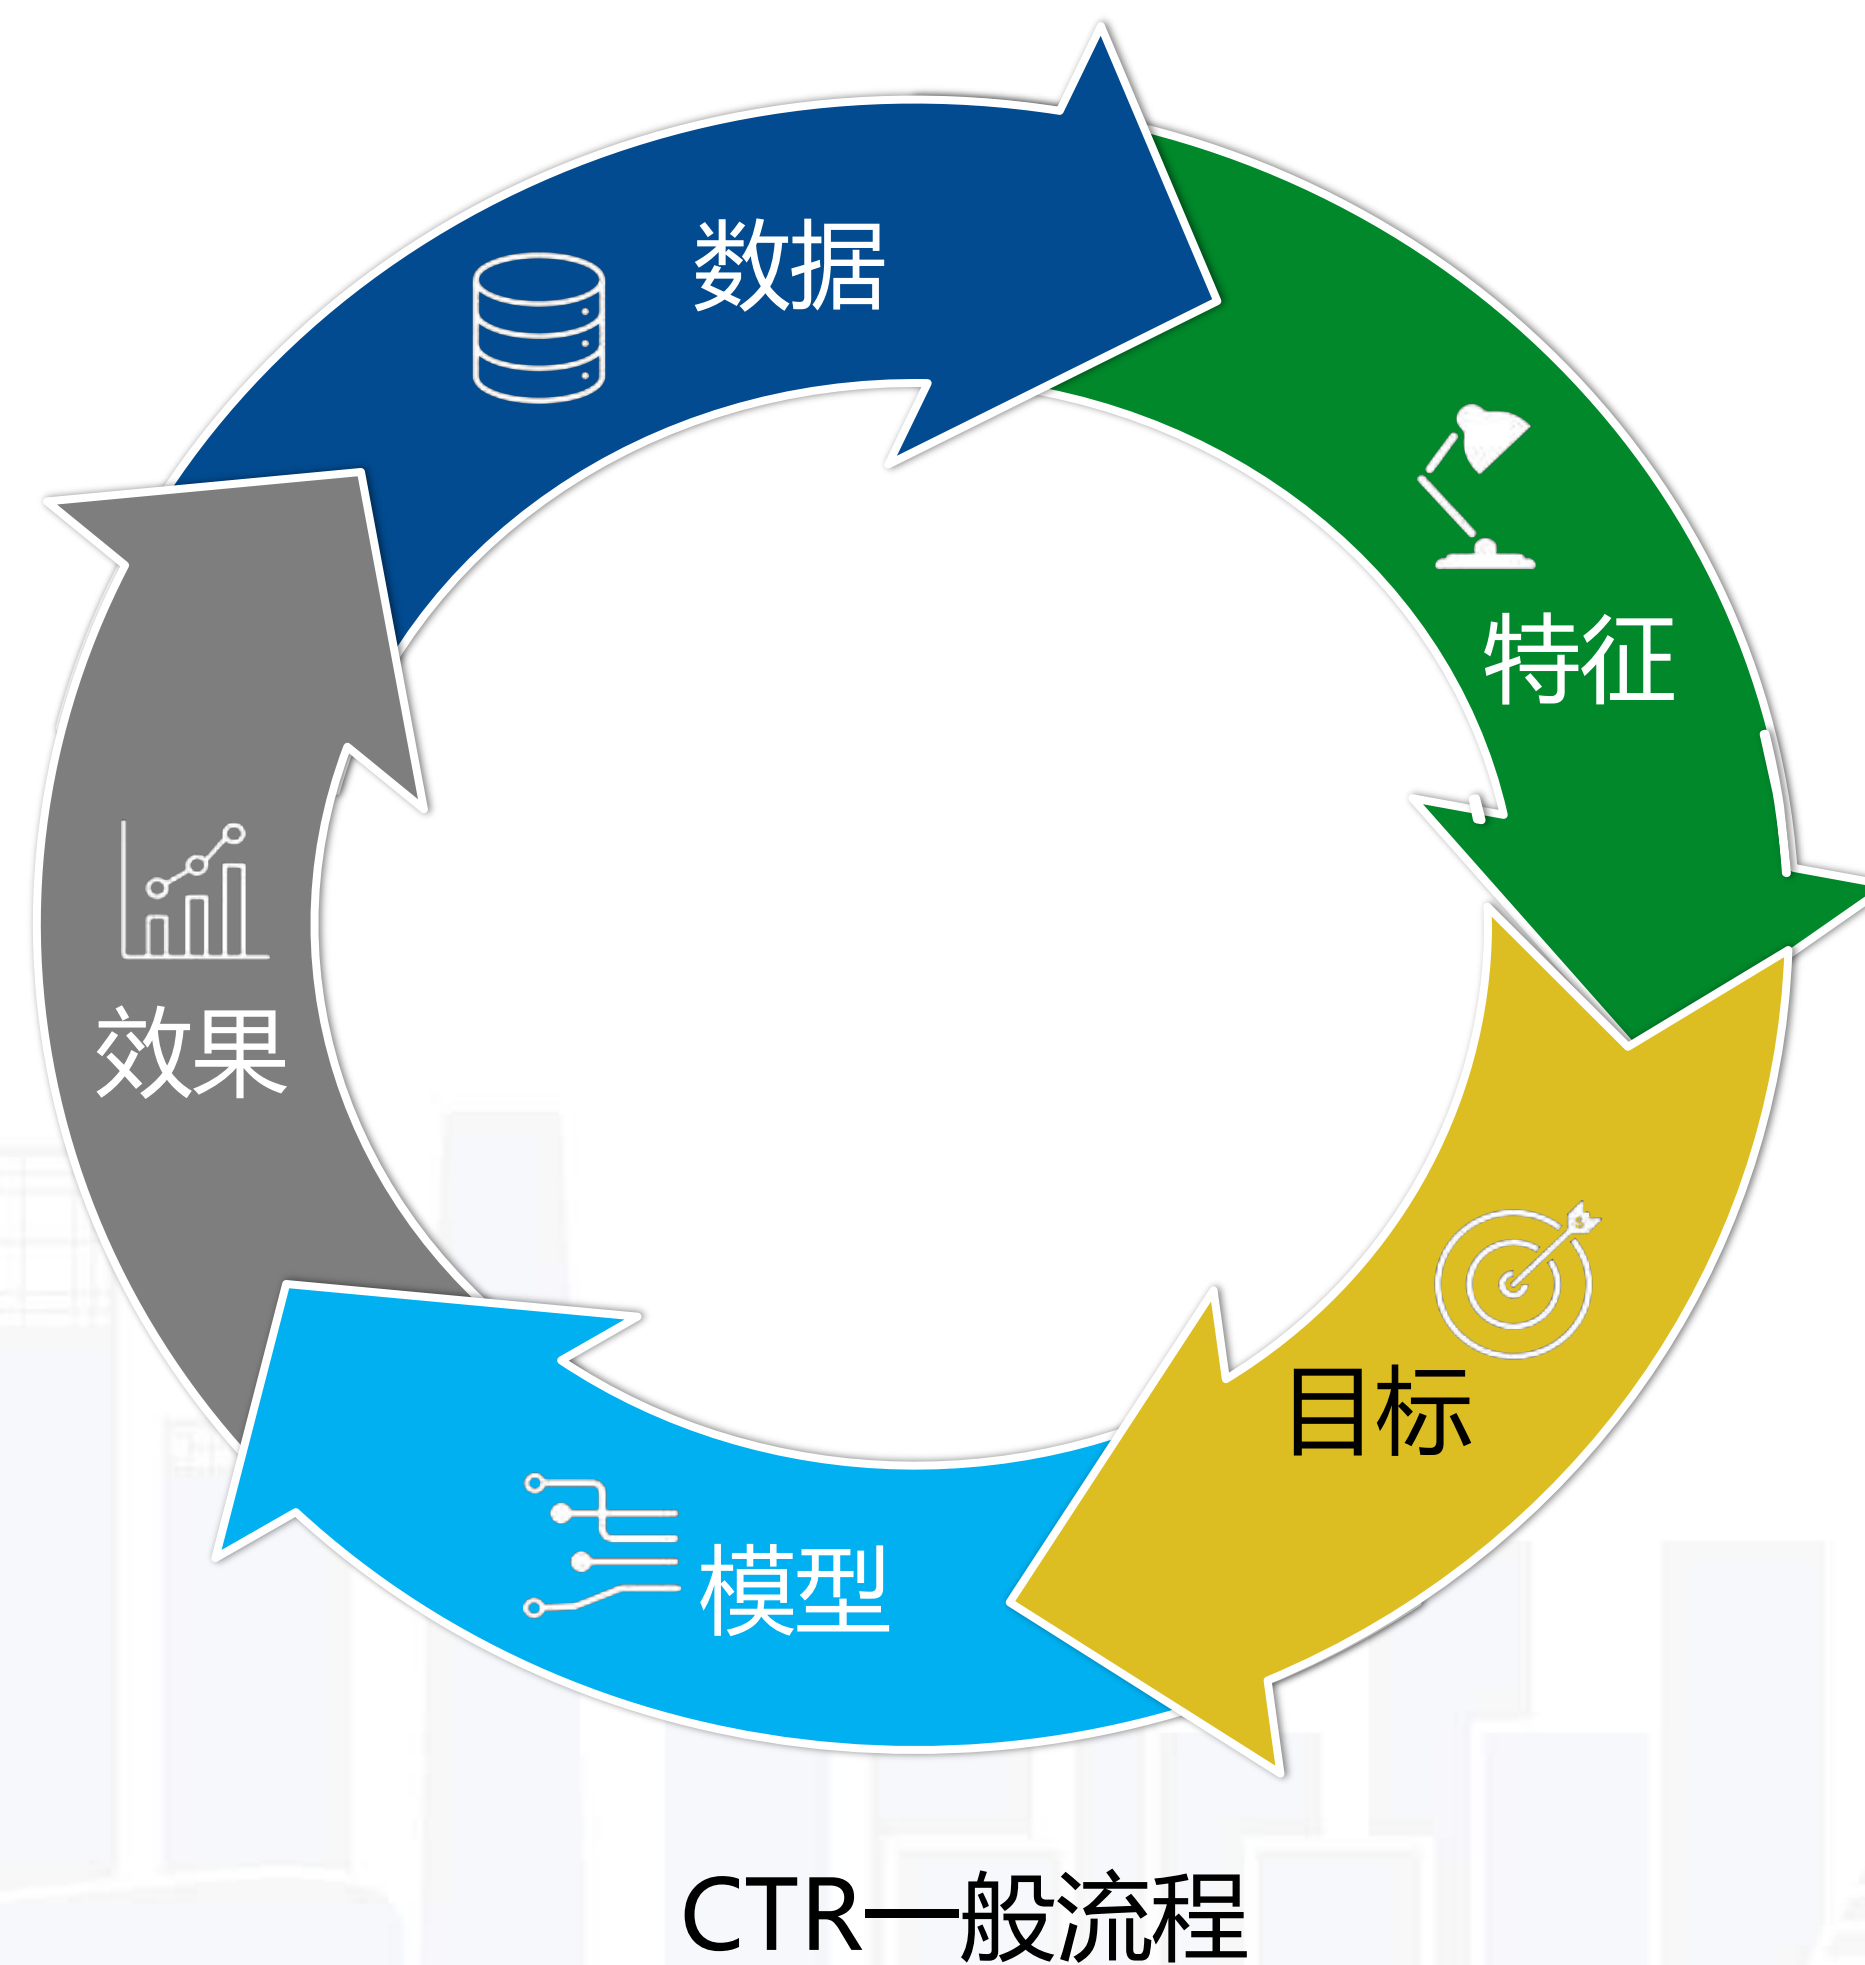 数据
特征
目标
模型
效果
CTR一般流程